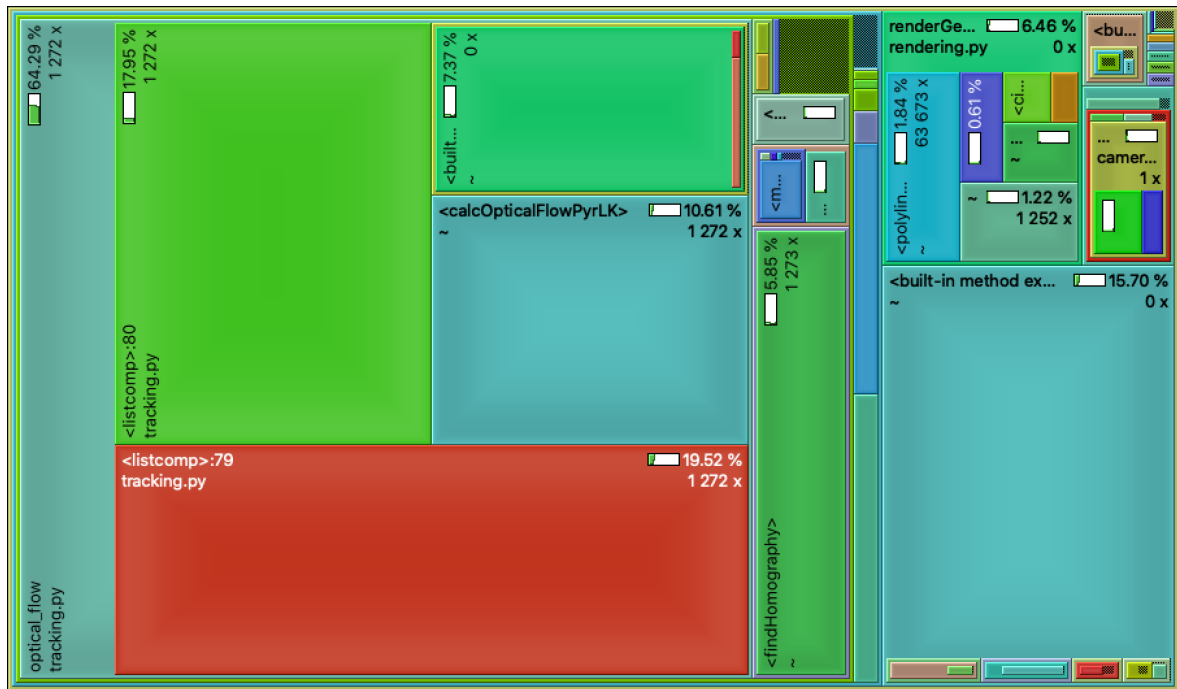 64.29 %
1 272 x
optical_flow
tracking.py
17.95 %
1 272 x
<listcomp>:80
tracking.py
7.37 %
0 x
<built...
~
<calcOpticalFlowPyrLK>
10.61 %
~
1 272 x
<listcomp>:79
19.52 %
tracking.py
1 272 x
<...
<m...
...
5.85 %
1 273 x
<findHomography>
~
renderGe...
6.46 %
rendering.py
0 x
1.84 %
63 673 x
<polylin...
~
0.61 %
<ci...
...
~
~
1.22 %
1 252 x
<bu...
...
camer...
1 x
<built-in method ex...
15.70 %
~
0 x